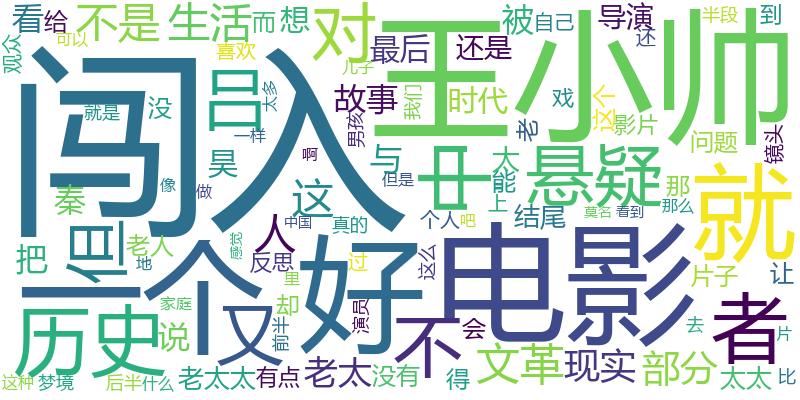 看给不是生活而想对被自己导演半段到
观众喜欢最后还是还
闯入王小帅
儿子
可以太多故事我们时代戏这个影片
吕
就是没男孩老问题镜头
一样与中悬疑就
昊啊太那
像做但是能
秦这上
但中国个人吧莫名看到那么
老人人真的结尾
感觉
把地反思过这么片子让
一个好电影者
里
家庭却演员
历史又不会去片
说前半
文革现实部分
这种梦境后半什么老太太有点老太没有得太太比